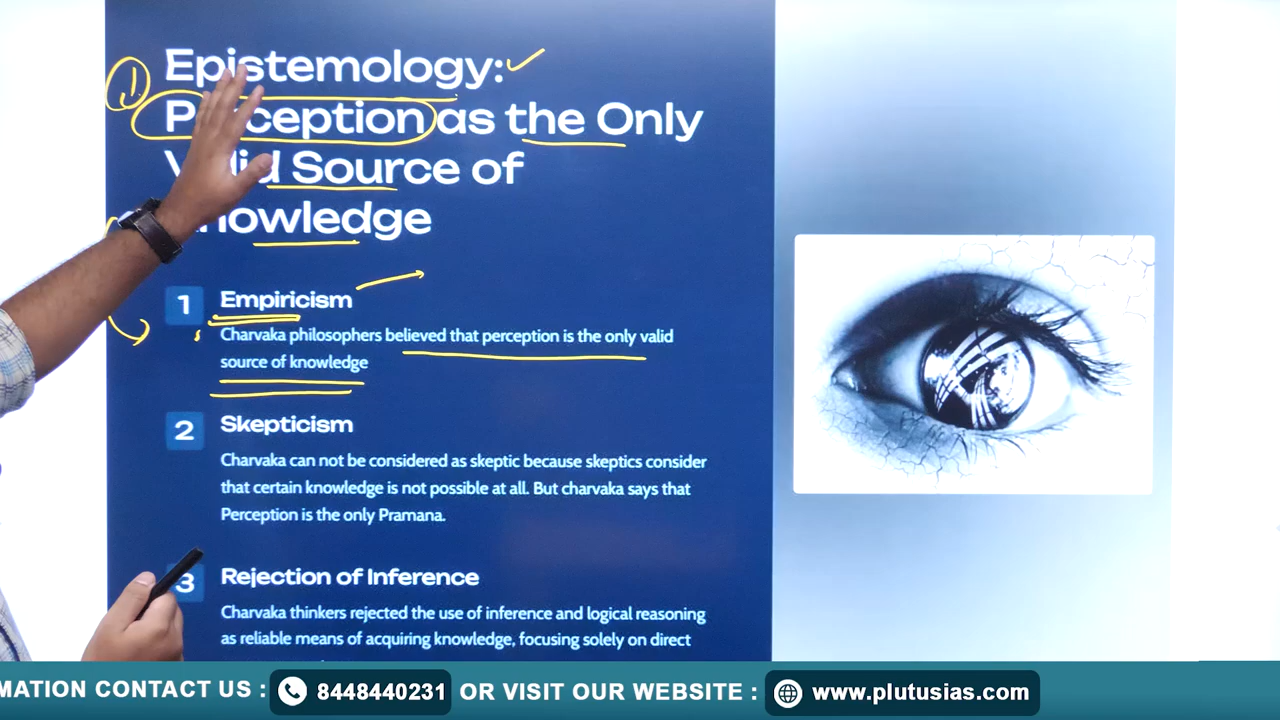 Epistemology:
Perception as the Only
Valid Source of
Knowledge
1
Empiricism
Charvaka philosophers believed that perception is the only valid
source of knowledge
2
Skepticism
Charvaka can not be considered as skeptic because skeptics consider
that certain knowledge is not possible at all. But charvaka says that
Perception is the only Pramana.
3
Rejection of Inference
Charvaka thinkers rejected the use of inference and logical reasoning
as reliable means of acquiring knowledge, focusing solely on direct
MATION CONTACT US : 8448440231 OR VISIT OUR WEBSITE : www.plutusias.com